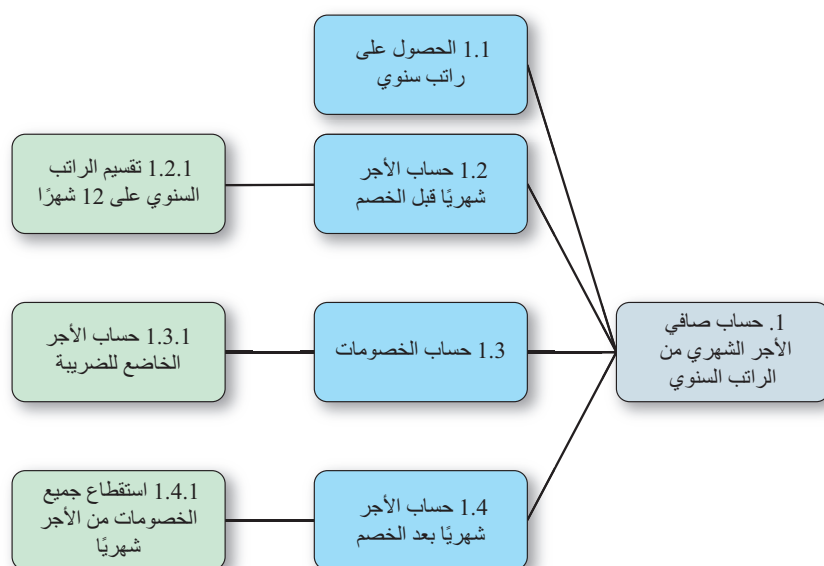 1. حساب صافي
الأجر الشهري من
الراتب السنوي
1.1 الحصول على
راتب سنوي
1.2 حساب الأجر
شهريًا قبل الخصم
1.2.1 تقسيم الراتب
السنوي على 12 شهرًا
1.3 حساب الخصومات
1.3.1 حساب الأجر
الخاضع للضريبة
1.4 حساب الأجر
شهريًا بعد الخصم
1.4.1 استقطاع جميع
الخصومات من الأجر
شهريًا